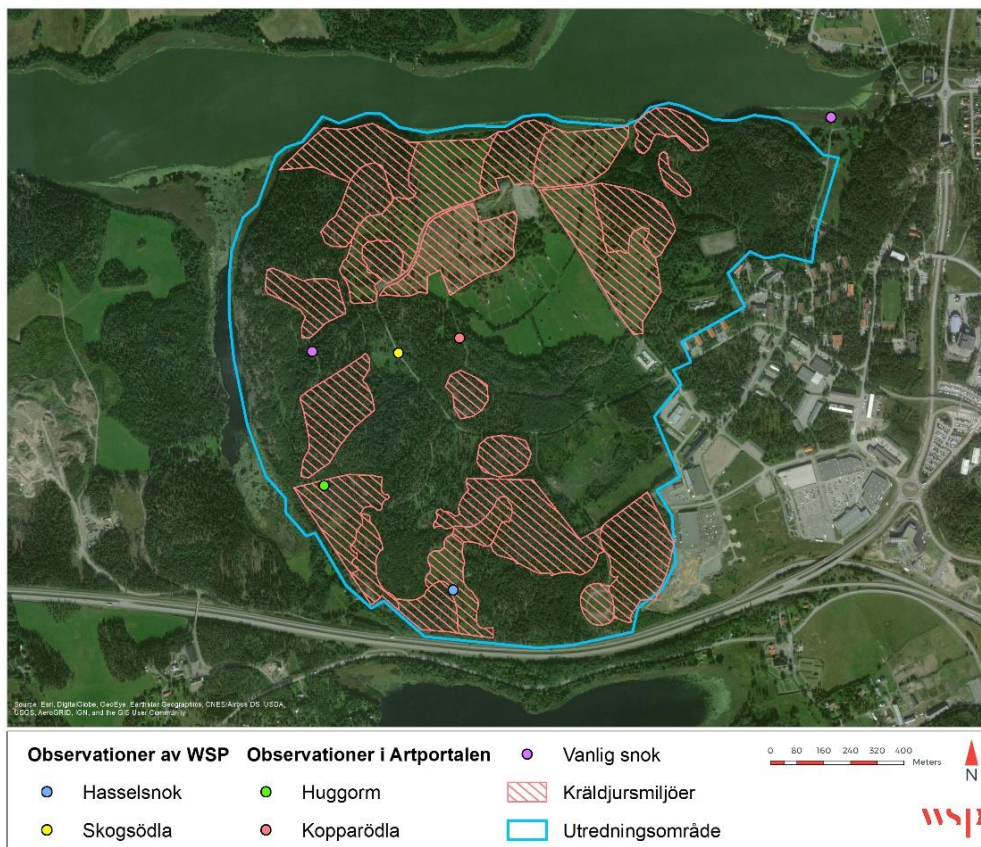 Source: Esri, DigitalGlobe, GeoEye, Earthstar Geographics, CNES/Airbus DS, USDA,
USGS, AeroGRID, IGN, and the GIS User Community
Observationer av WSP
Hasselsnok
Skogsödla
Observationer i Artportalen
Huggorm
Kopparödla
Vanlig snok
Kräldjursmiljöer
Utredningsområde
0 80 160 240 320 400
Meters
N
wsp